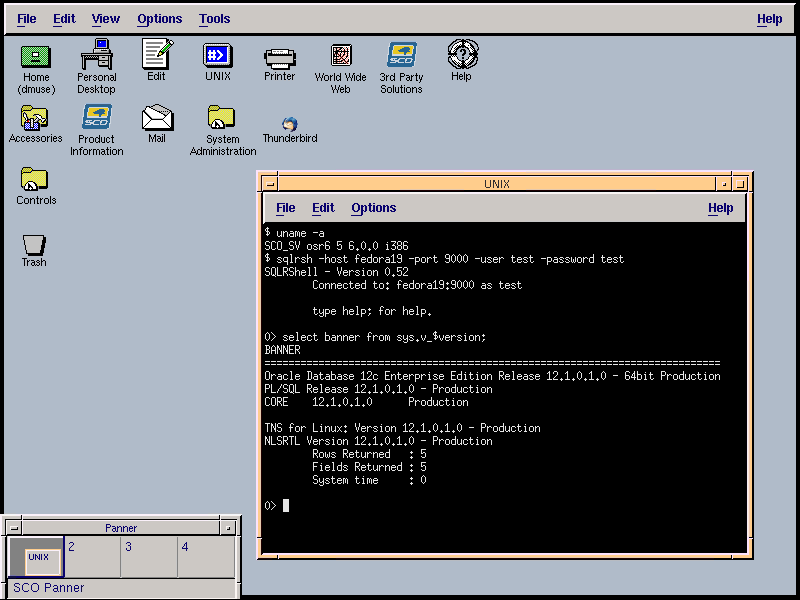 File Edit View Options Tools Help
Home
(dmuse)
Personal
Desktop
Edit
UNIX
Printer
World Wide
Web
SCO
3rd Party
Solutions
Help
Accessories
SCO
Product
Information
Mail
System
Administration
Thunderbird
Controls
Trash
UNIX
File Edit Options Help
$ uname -a
SCO_SV osr6 5 6.0.0 i386
$ sqlrsh -host fedora19 -port 9000 -user test -password test
SQLRShell - Version 0.52
Connected to: fedora19:9000 as test
type help; for help.
0> select banner from sys.v_$version;
BANNER
============================================================================
Oracle Database 12c Enterprise Edition Release 12.1.0.1.0 - 64bit Production
PL/SQL Release 12.1.0.1.0 - Production
CORE 12.1.0.1.0 Production
TNS for Linux: Version 12.1.0.1.0 - Production
NLSRTL Version 12.1.0.1.0 - Production
Rows Returned : 5
Fields Returned : 5
System time : 0
0>
Panner
UNIX 2 3 4
SCO Panner